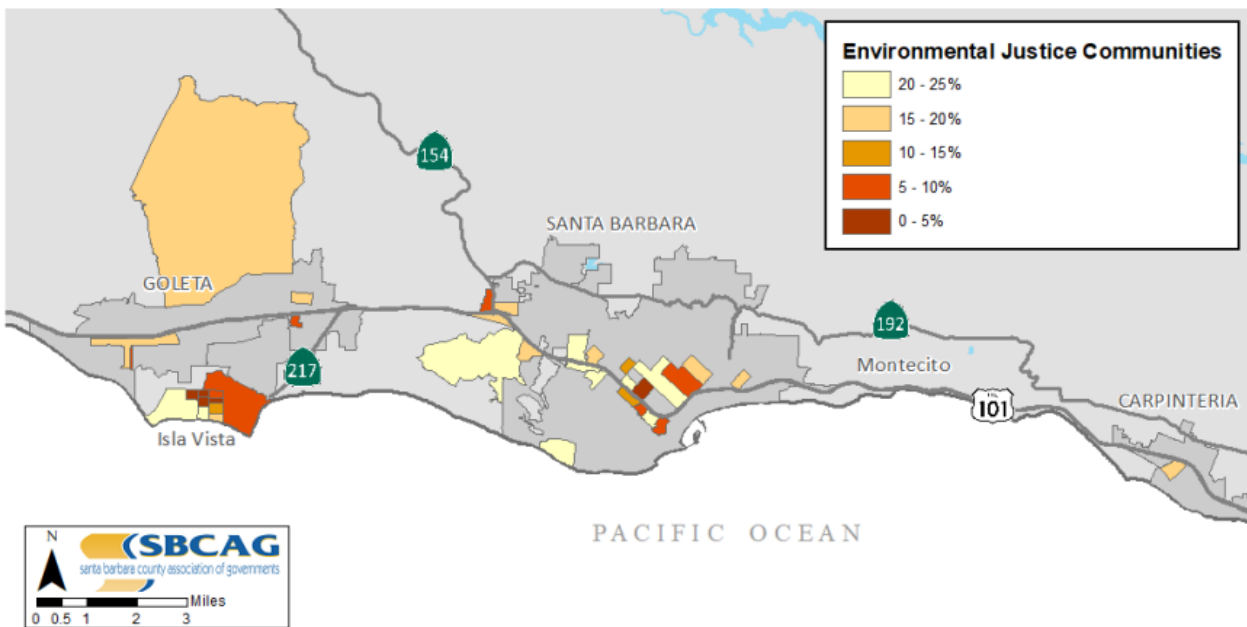 Environmental Justice Communities
20 - 25%
15 - 20%
10 - 15%
5 - 10%
0 - 5%
154
SANTA BARBARA
GOLETA
192
217
Montecito
101
CARPINTERIA
Isla Vista
PACIFIC OCEAN
N
SBCAG
santa barbara county association of governments
Miles
0 0.5 1 2 3